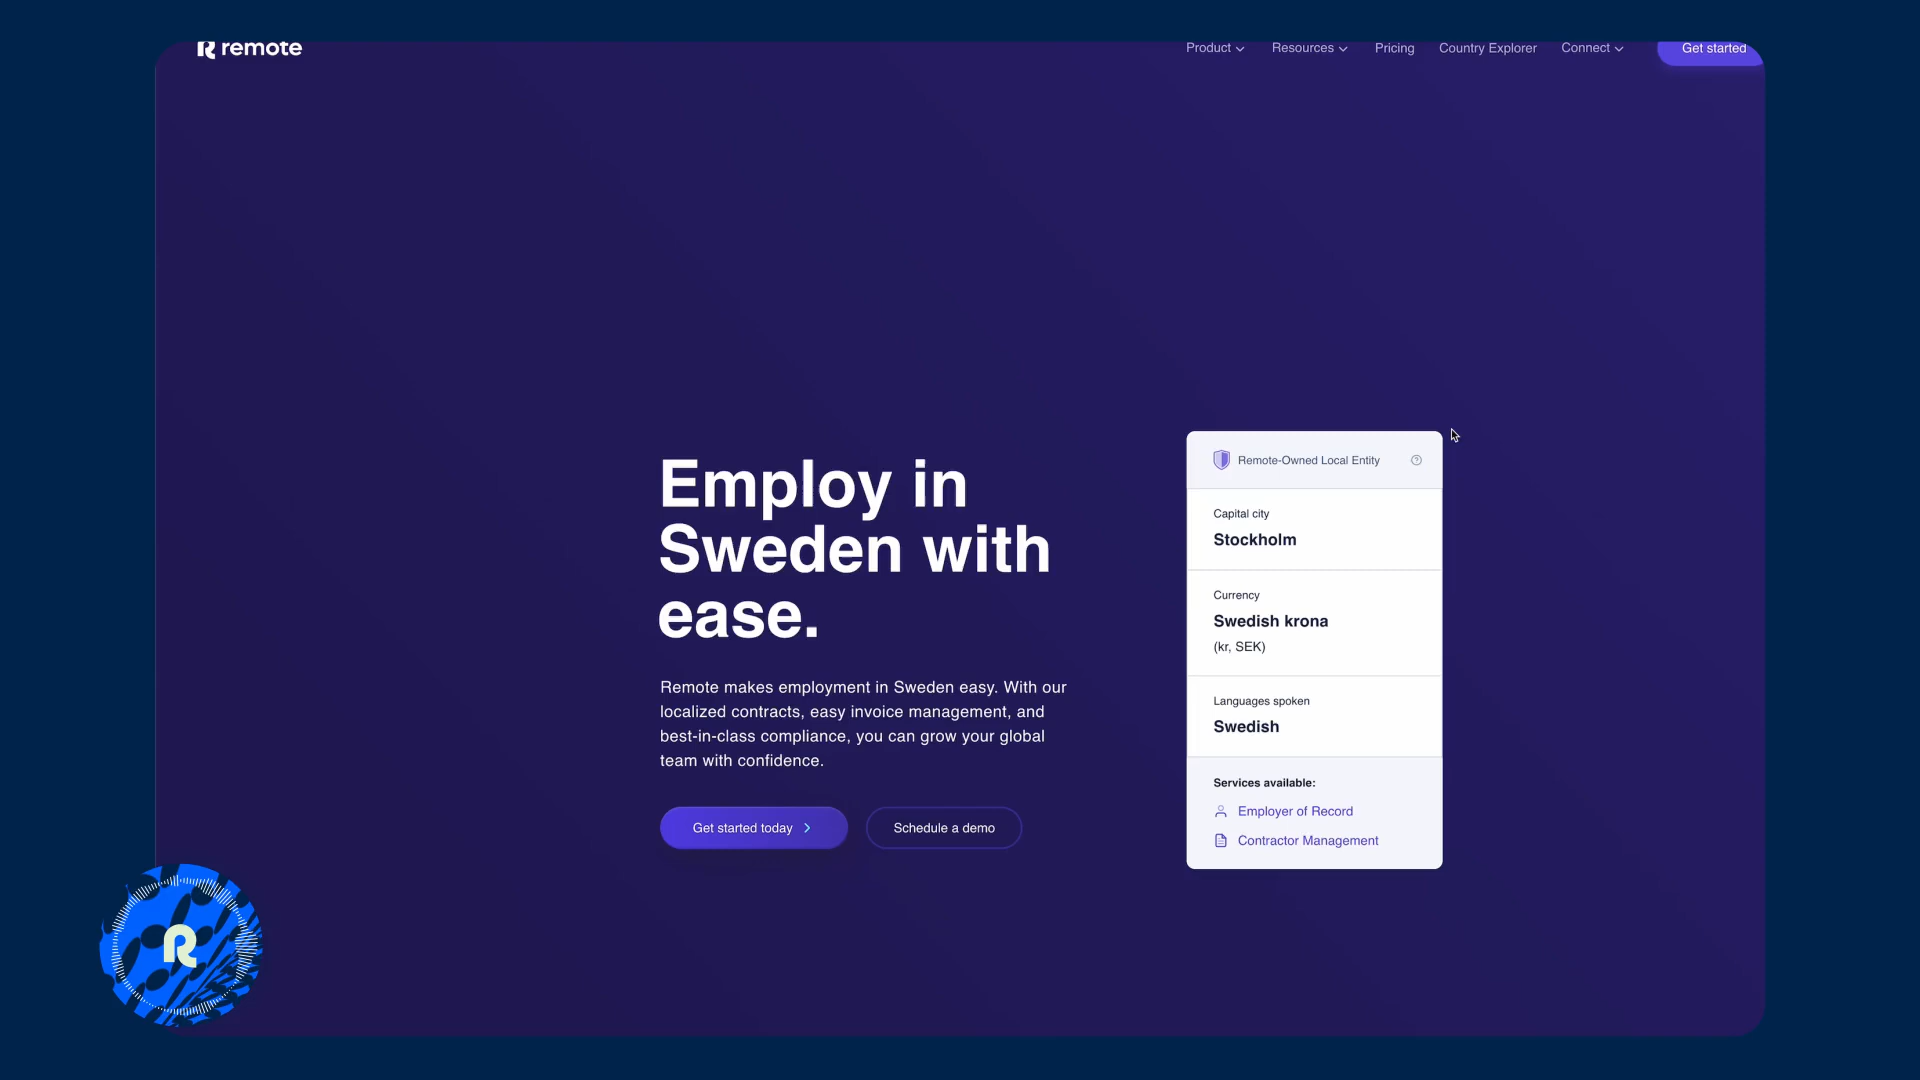 remote
Product
Resources
Pricing
Country Explorer
Connect
Get started
Employ in
Sweden with
ease.
Remote makes employment in Sweden easy. With our
localized contracts, easy invoice management, and
best-in-class compliance, you can grow your global
team with confidence.
Get started today
Schedule a demo
Remote-Owned Local Entity
Capital city
Stockholm
Currency
Swedish krona
(kr, SEK)
Languages spoken
Swedish
Services available:
Employer of Record
Contractor Management
R